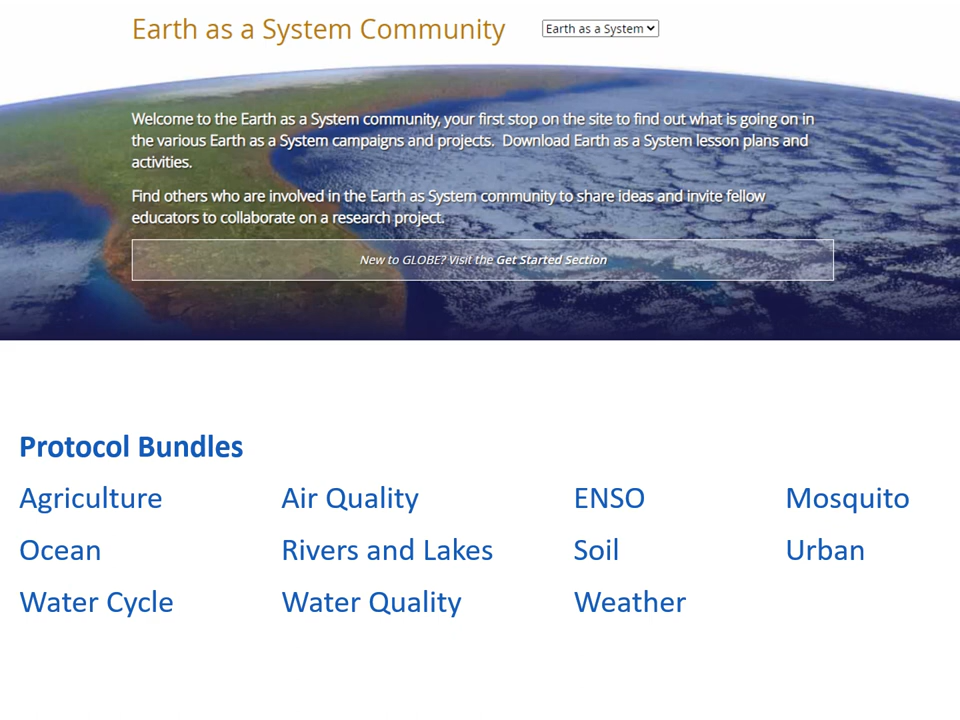 Earth as a System Community
Earth as a System
Welcome to the Earth as a System community, your first stop on the site to find out what is going on in
the various Earth as a System campaigns and projects.  Download Earth as a System lesson plans and
activities.
Find others who are involved in the Earth as System community to share ideas and invite fellow
educators to collaborate on a research project.
New to GLOBE? Visit the Get Started Section
Protocol Bundles
Agriculture Air Quality ENSO Mosquito
Ocean Rivers and Lakes Soil Urban
Water Cycle Water Quality Weather